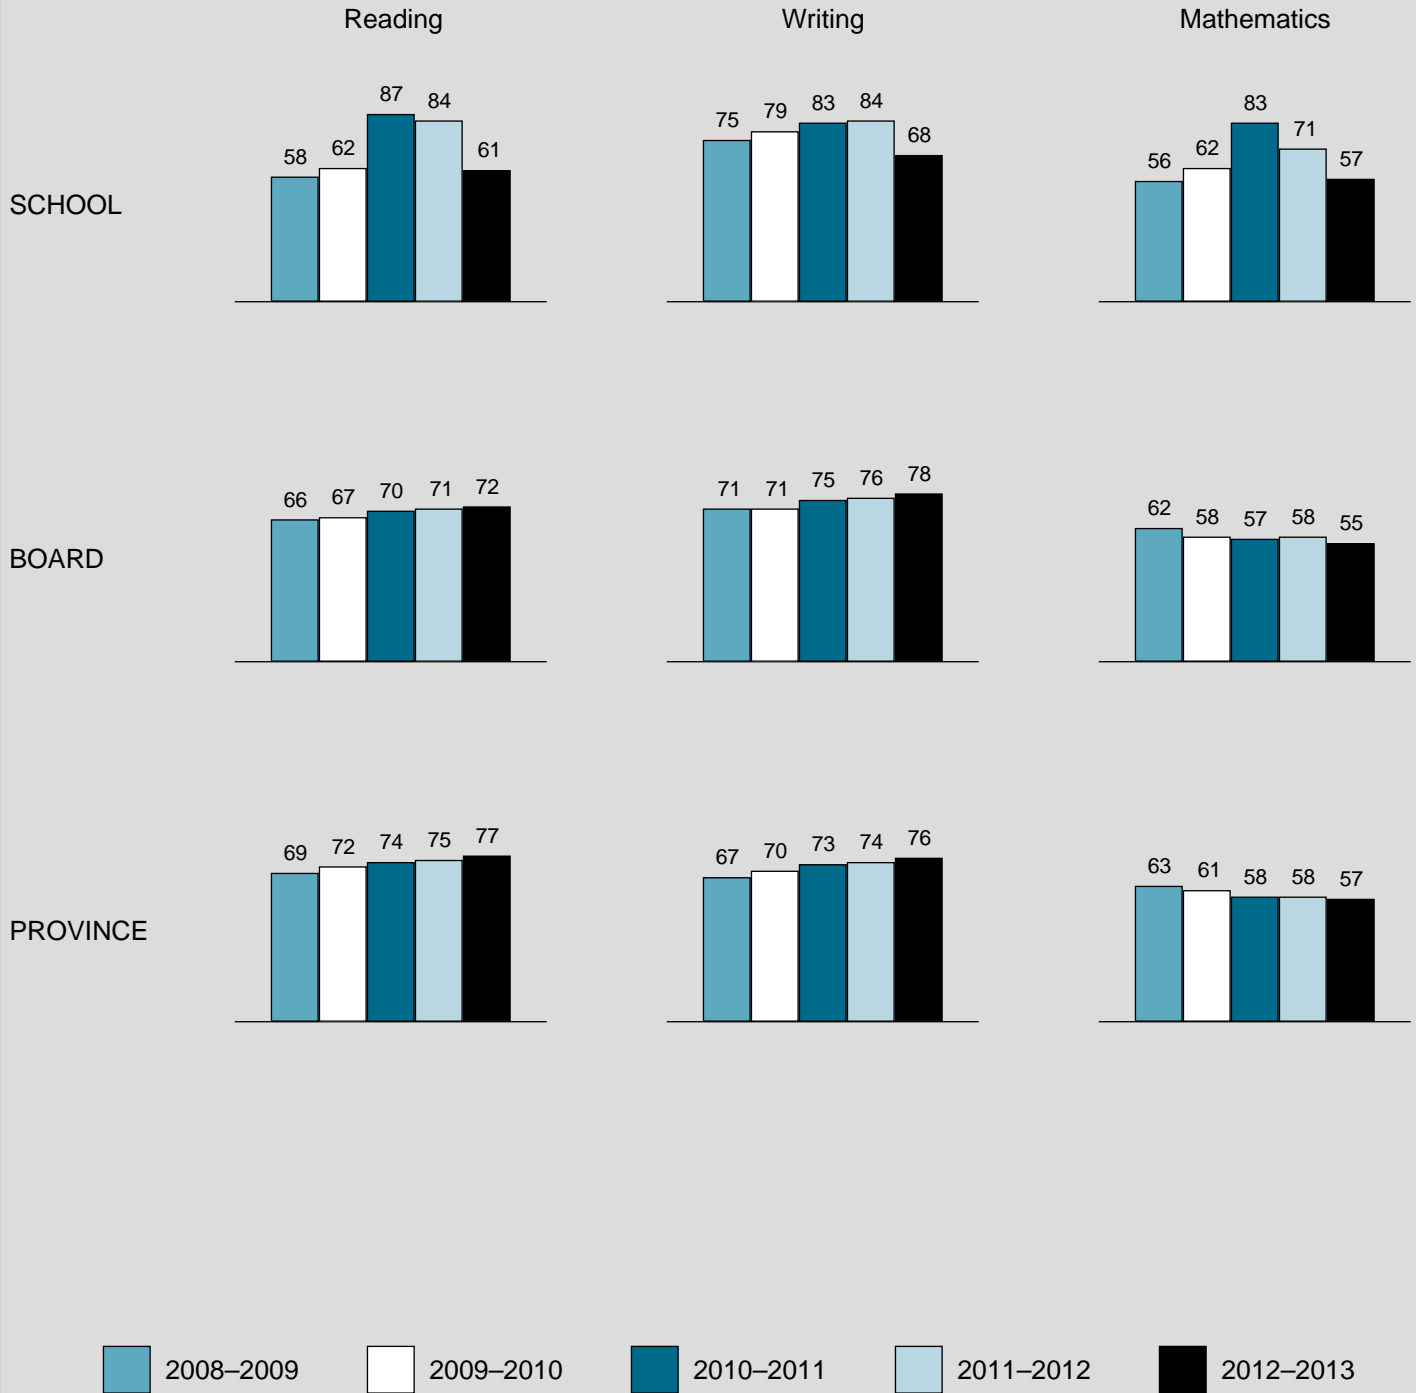 Reading Writing Mathematics
SCHOOL
58 62 87 84 61
75 79 83 84 68
56 62 83 71 57
BOARD
66 67 70 71 72
71 71 75 76 78
62 58 57 58 55
PROVINCE
69 72 74 75 77
67 70 73 74 76
63 61 58 58 57
2008–2009 2009–2010 2010–2011 2011–2012 2012–2013